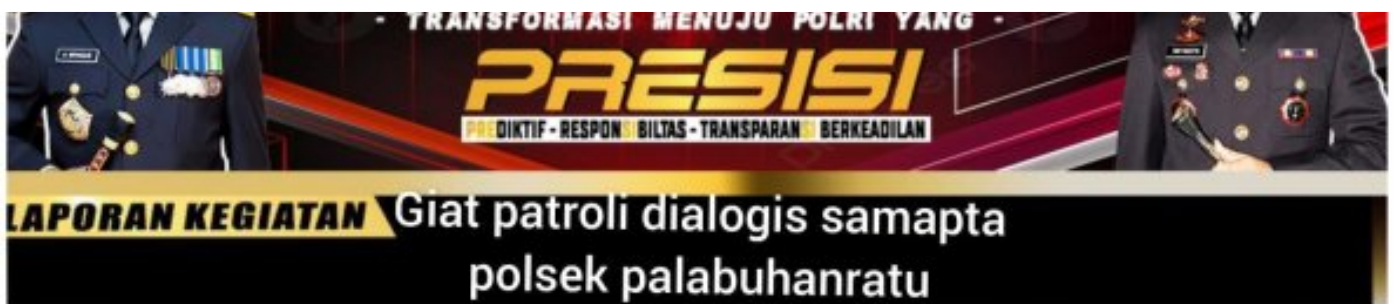 - TRANSFORMASI MENUJU POLRI YANG -
PRESISI
PREDIKTIF - RESPONSIBILTAS - TRANSPARANSI BERKEADILAN
LAPORAN KEGIATAN
Giat patroli dialogis samapta
polsek palabuhanratu